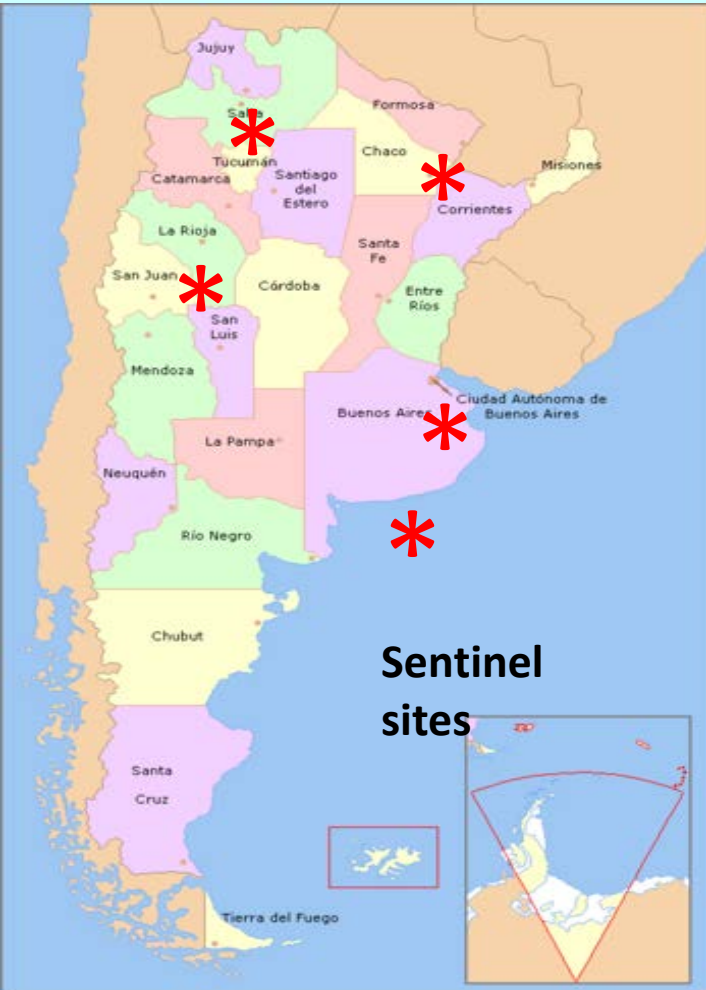 Jujuy
Salta
Formosa
Chaco
Tucumán
Misiones
Catamarca
Santiago
del
Estero
Corrientes
La Rioja
Santa
Fe
San Juan
Córdoba
Entre
Ríos
San
Luis
Mendoza
Ciudad Autónoma de
Buenos Aires
Buenos Aires
La Pampa
Neuquén
Río Negro
Chubut
Sentinel
sites
Santa
Cruz
Tierra del Fuego